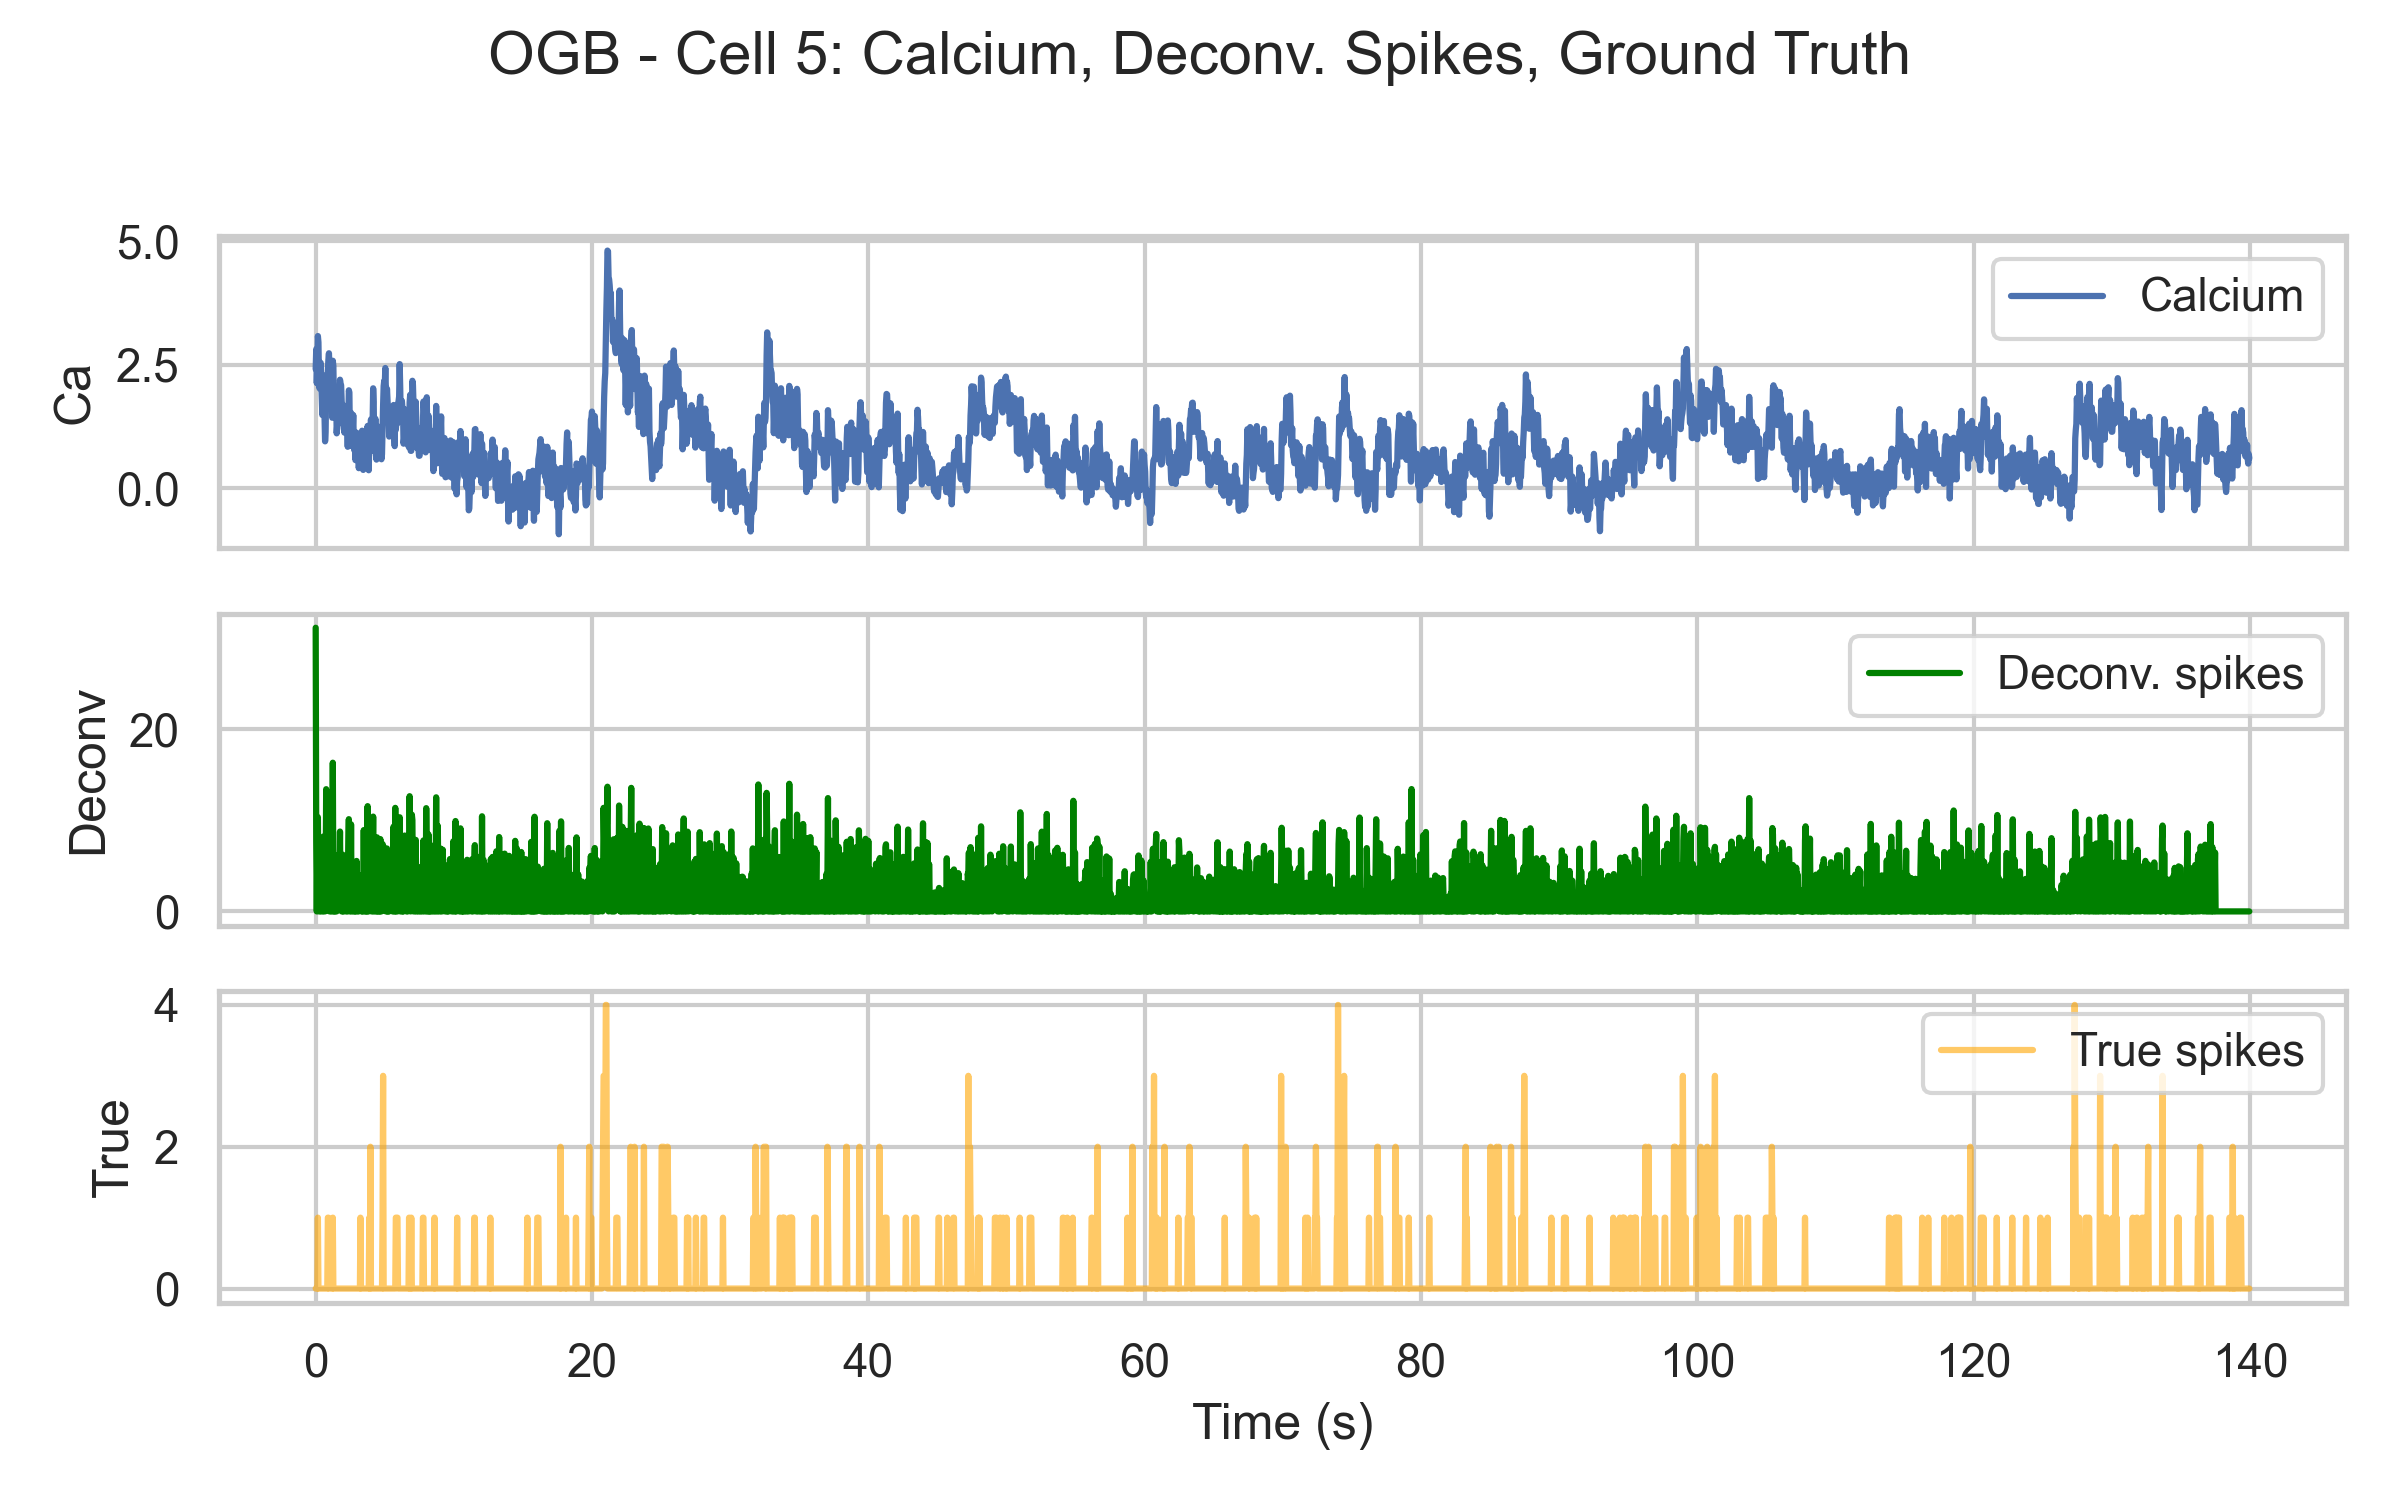 OGB - Cell 5: Calcium, Deconv. Spikes, Ground Truth
5.0
2.5
0.0
Ca
Calcium
20
0
Deconv
Deconv. spikes
4
2
0
True
True spikes
0 20 40 60 80 100 120 140
Time (s)